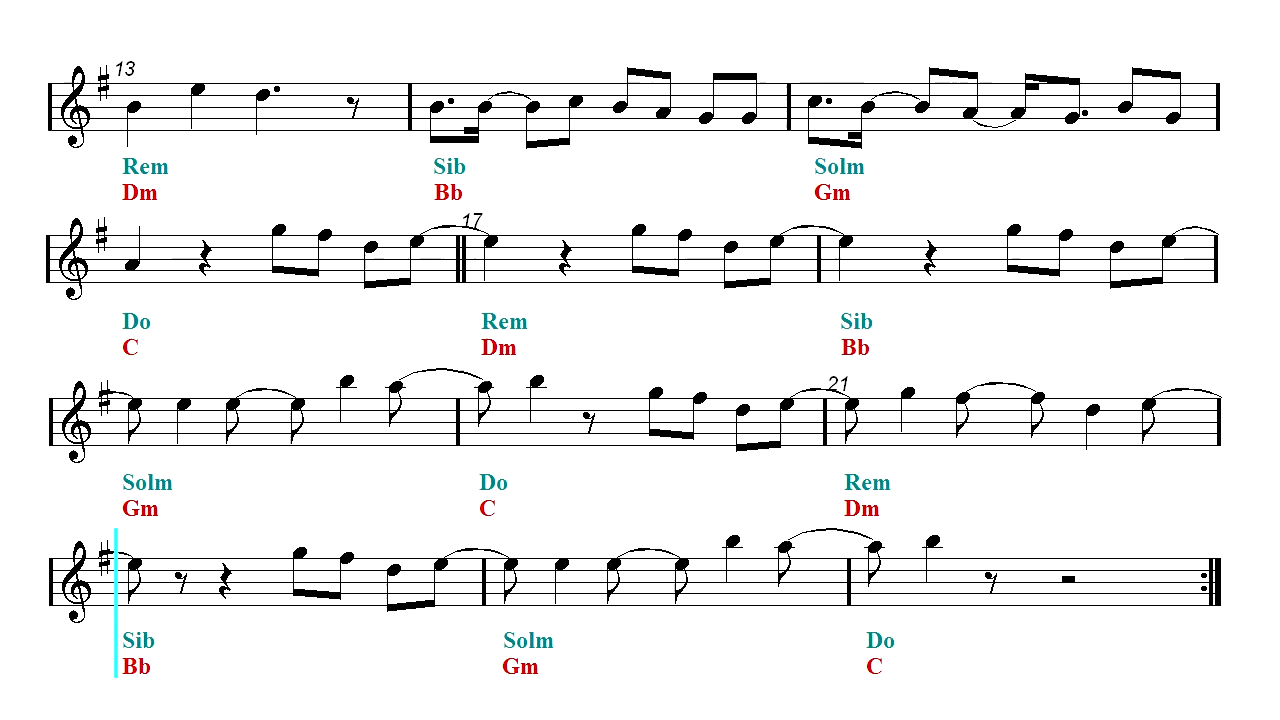 13
Rem Sib Solm
Dm Bb Gm
17
Do Rem Sib
C Dm Bb
21
Solm Do Rem
Gm C Dm
Sib Solm Do
Bb Gm C